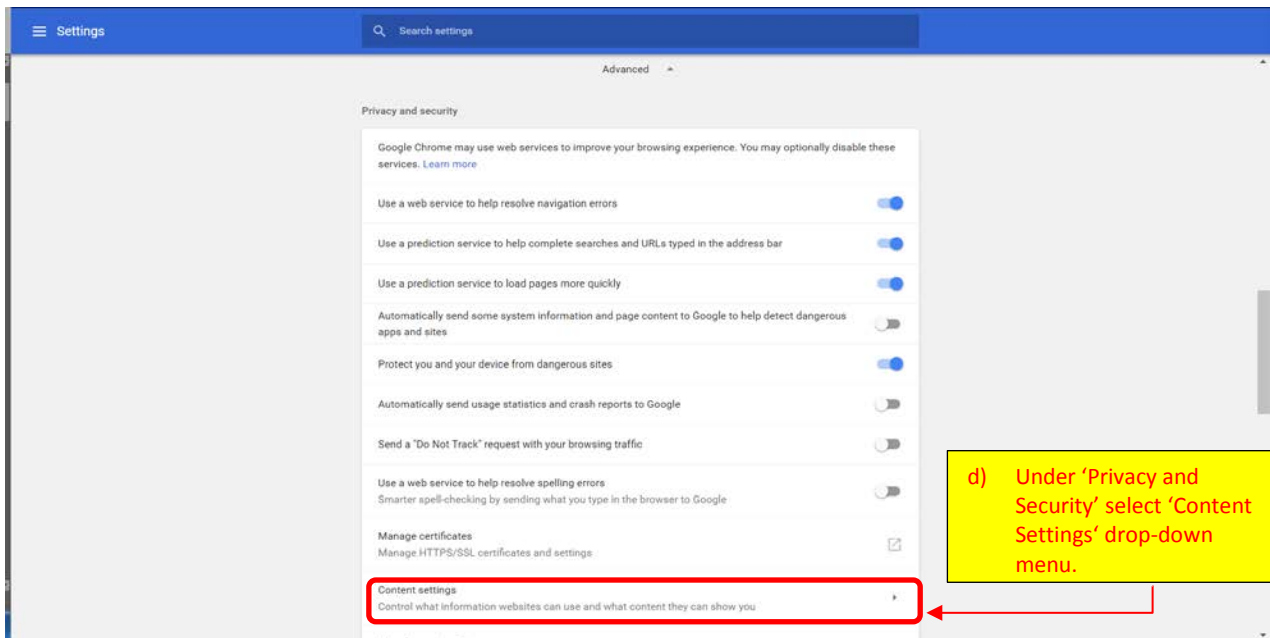 Settings
Search settings
Advanced
Privacy and security
Google Chrome may use web services to improve your browsing experience. You may optionally disable these
services. Learn more
Use a web service to help resolve navigation errors
Use a prediction service to help complete searches and URLs typed in the address bar
Use a prediction service to load pages more quickly
Automatically send some system information and page content to Google to help detect dangerous
apps and sites
Protect you and your device from dangerous sites
Automatically send usage statistics and crash reports to Google
Send a "Do Not Track" request with your browsing traffic
Use a web service to help resolve spelling errors
Smarter spell-checking by sending what you type in the browser to Google
Manage certificates
Manage HTTPS/SSL certificates and settings
Content settings
Control what information websites can use and what content they can show you
d) Under ‘Privacy and
Security’ select ‘Content
Settings‘ drop-down
menu.